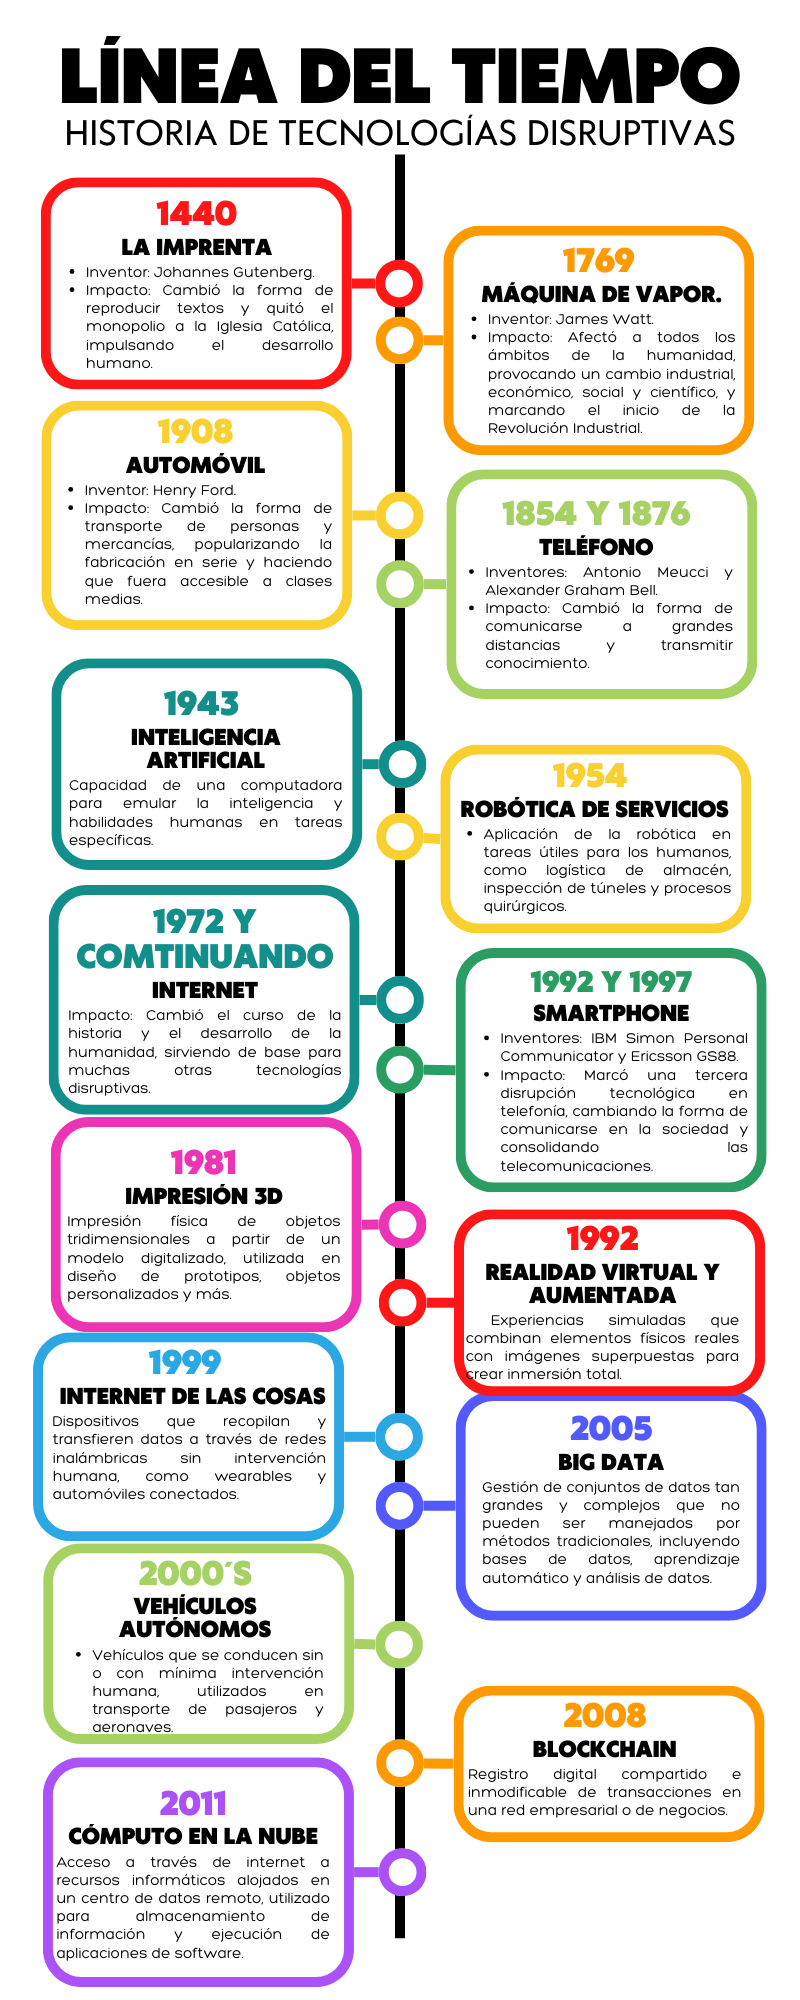 LÍNEA DEL TIEMPO
HISTORIA DE TECNOLOGÍAS DISRUPTIVAS
1440
LA IMPRENTA
• Inventor: Johannes Gutenberg.
• Impacto: Cambió la forma de
reproducir textos y quitó el
monopolio a la Iglesia Católica,
impulsando el desarrollo
humano.
1769
MÁQUINA DE VAPOR.
• Inventor: James Watt.
• Impacto: Afectó a todos los
ámbitos de la humanidad,
provocando un cambio industrial,
económico, social y científico, y
marcando el inicio de la
Revolución Industrial.
1908
AUTOMÓVIL
• Inventor: Henry Ford.
• Impacto: Cambió la forma de
transporte de personas y
mercancías, popularizando la
fabricación en serie y haciendo
que fuera accesible a clases
medias.
1854 Y 1876
TELÉFONO
• Inventores: Antonio Meucci y
Alexander Graham Bell.
• Impacto: Cambió la forma de
comunicarse a grandes
distancias y transmitir
conocimiento.
1943
INTELIGENCIA
ARTIFICIAL
Capacidad de una computadora
para emular la inteligencia y
habilidades humanas en tareas
específicas.
1954
ROBÓTICA DE SERVICIOS
• Aplicación de la robótica en
tareas útiles para los humanos,
como logística de almacén,
inspección de túneles y procesos
quirúrgicos.
1972 Y
COMTINUANDO
INTERNET
Impacto: Cambió el curso de la
historia y el desarrollo de la
humanidad, sirviendo de base para
muchas otras tecnologías
disruptivas.
1992 Y 1997
SMARTPHONE
• Inventores: IBM Simon Personal
Communicator y Ericsson GS88.
• Impacto: Marcó una tercera
disrupción tecnológica en
telefonía, cambiando la forma de
comunicarse en la sociedad y
consolidando las
telecomunicaciones.
1981
IMPRESIÓN 3D
Impresión física de objetos
tridimensionales a partir de un
modelo digitalizado, utilizada en
diseño de prototipos, objetos
personalizados y más.
1992
REALIDAD VIRTUAL Y
AUMENTADA
Experiencias simuladas que
combinan elementos físicos reales
con imágenes superpuestas para
crear inmersión total.
1999
INTERNET DE LAS COSAS
Dispositivos que recopilan y
transfieren datos a través de redes
inalámbricas sin intervención
humana, como wearables y
automóviles conectados.
2005
BIG DATA
Gestión de conjuntos de datos tan
grandes y complejos que no
pueden ser manejados por
métodos tradicionales, incluyendo
bases de datos, aprendizaje
automático y análisis de datos.
2000´S
VEHÍCULOS
AUTÓNOMOS
• Vehículos que se conducen sin
o con mínima intervención
humana, utilizados en
transporte de pasajeros y
aeronaves.
2008
BLOCKCHAIN
Registro digital compartido e
inmodificable de transacciones en
una red empresarial o de negocios.
2011
CÓMPUTO EN LA NUBE
Acceso a través de internet a
recursos informáticos alojados en
un centro de datos remoto, utilizado
para almacenamiento de
información y ejecución de
aplicaciones de software.